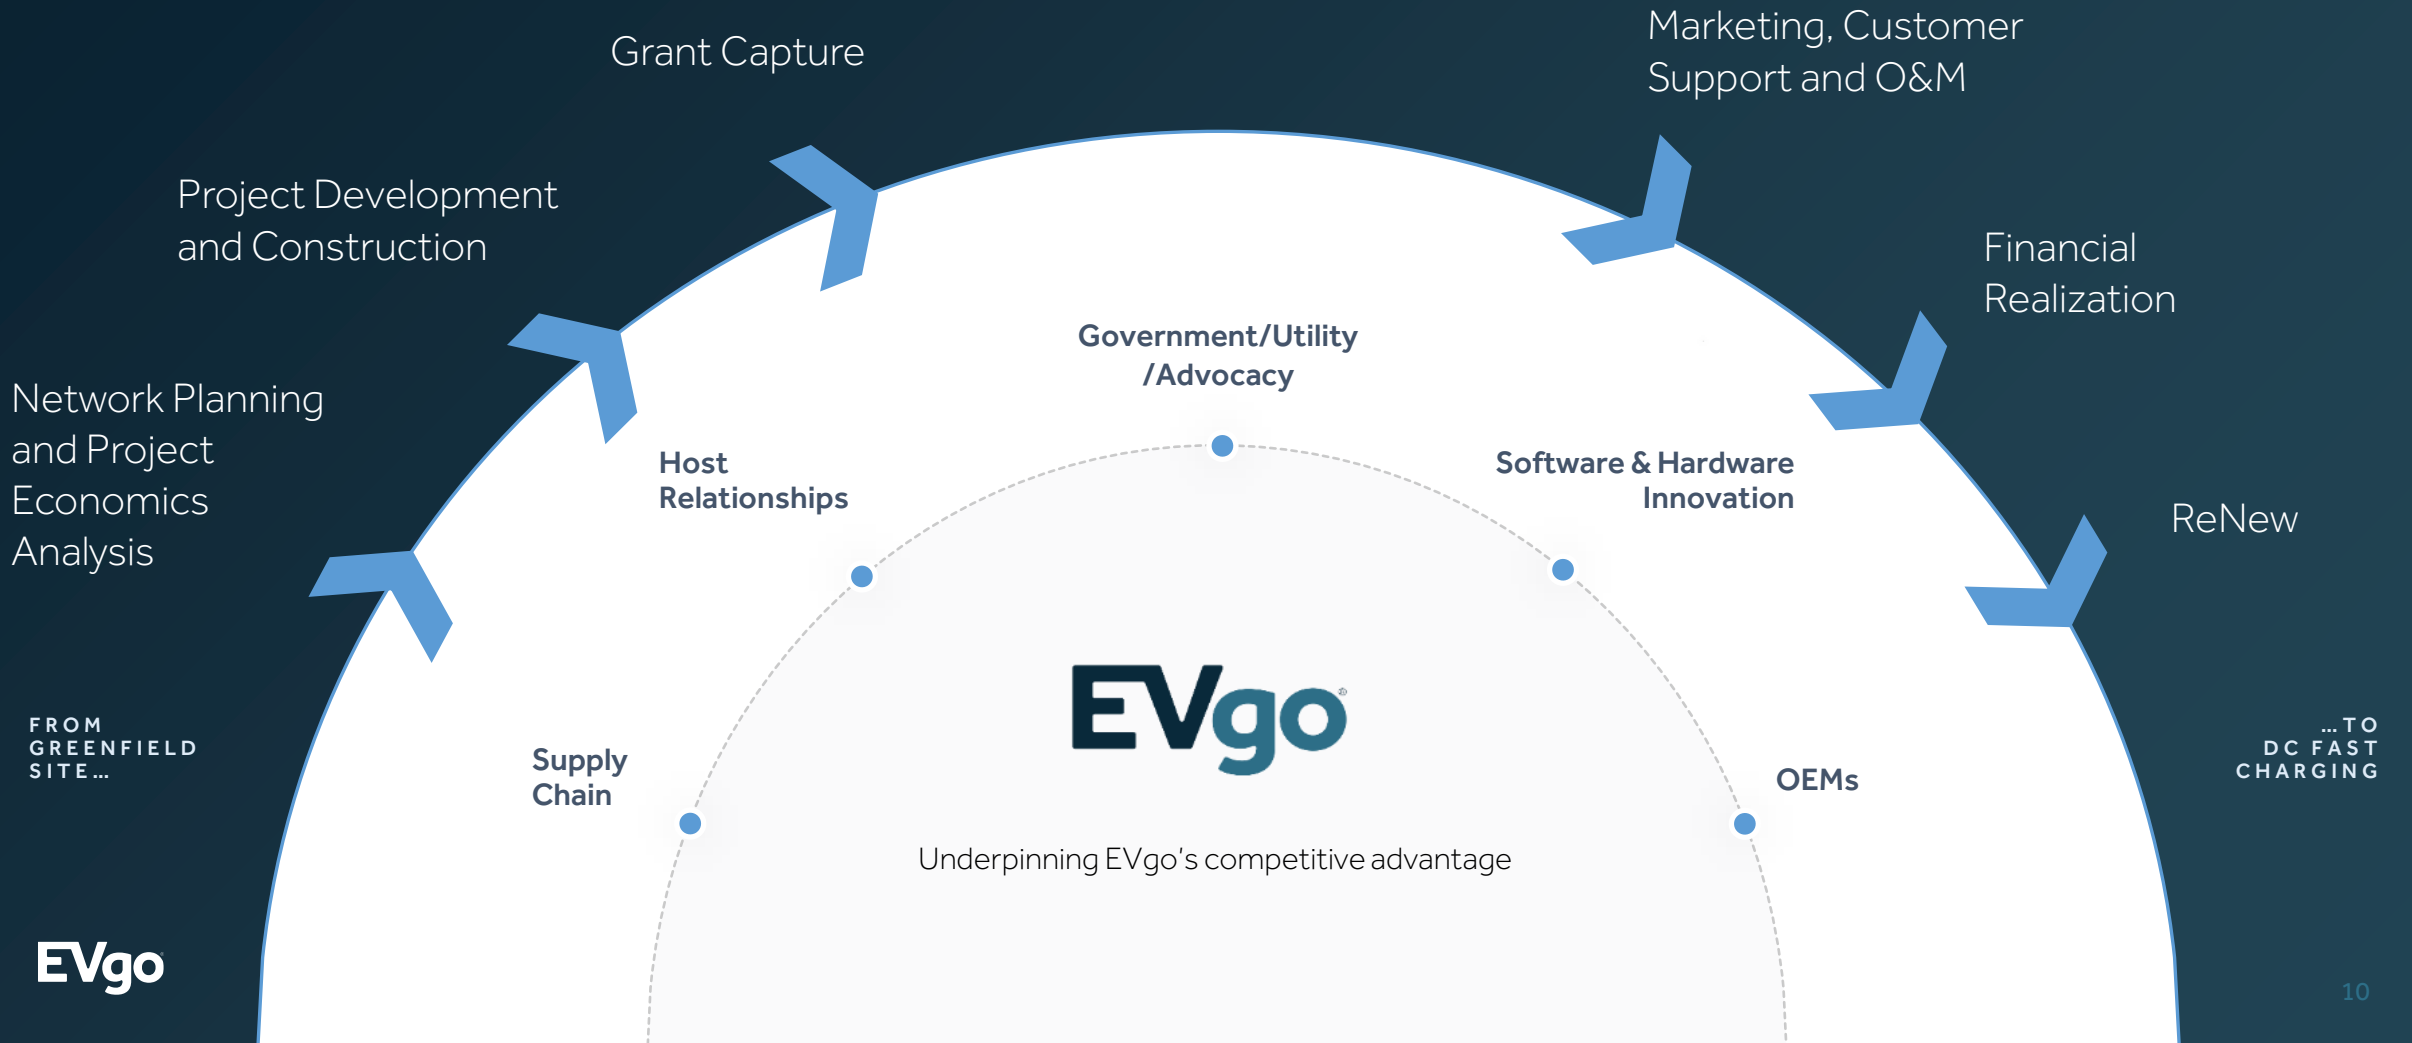 Grant Capture
Marketing, Customer
Support and O&M
Project Development
and Construction
Financial
Realization
Network Planning
and Project
Economics
Analysis
ReNew
Government/Utility
/Advocacy
Host
Relationships
Software & Hardware
Innovation
Supply
Chain
OEMs
EVgo®
Underpinning EVgo's competitive advantage
FROM
GREENFIELD
SITE...
...TO
DC FAST
CHARGING
EVgo
10